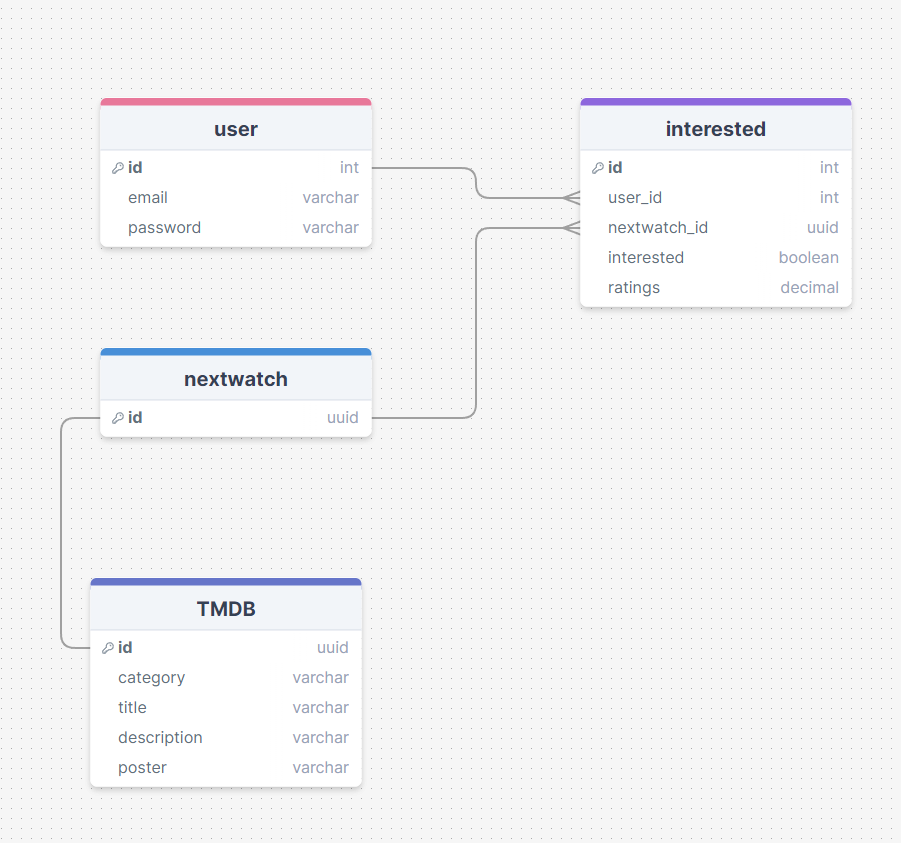 user
id int
email varchar
password varchar
interested
id int
user_id int
nextwatch_id uuid
interested boolean
ratings decimal
nextwatch
id uuid
TMDB
id uuid
category varchar
title varchar
description varchar
poster varchar